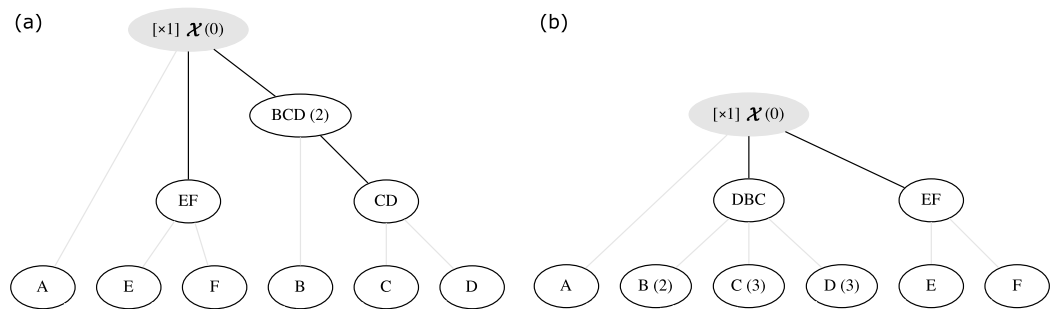 (a)
[×1] 𝒳 (0)
BCD (2)
EF
CD
A
E
F
B
C
D
(b)
[×1] 𝒳 (0)
DBC
EF
A
B (2)
C (3)
D (3)
E
F